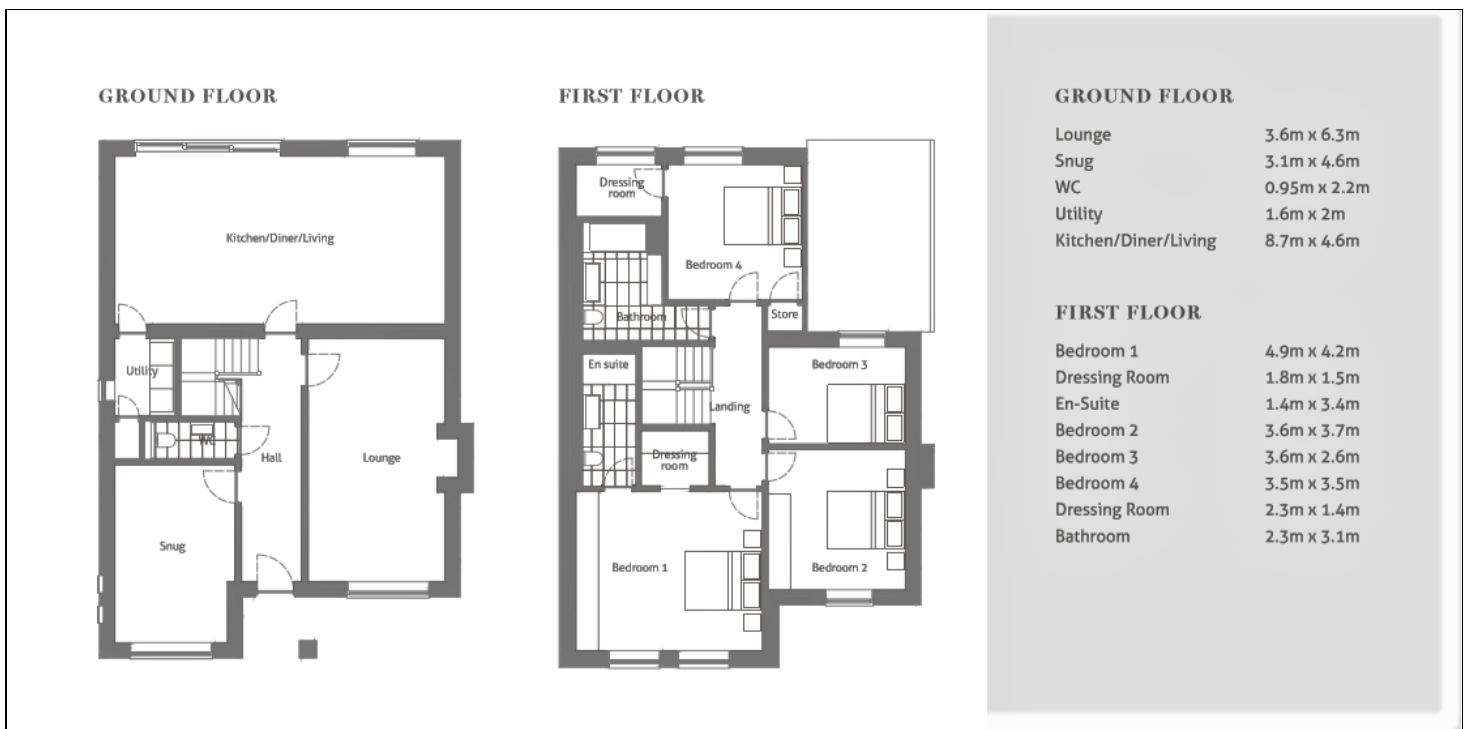 GROUND FLOOR
Kitchen/Diner/Living
Utility
WC
Hall
Lounge
Snug
FIRST FLOOR
Dressing
room
Bedroom 4
Bathroom
Store
En suite
Bedroom 3
Landing
Dressing
room
Bedroom 1
Bedroom 2
GROUND FLOOR
Lounge 3.6m x 6.3m
Snug 3.1m x 4.6m
WC 0.95m x 2.2m
Utility 1.6m x 2m
Kitchen/Diner/Living 8.7m x 4.6m
FIRST FLOOR
Bedroom 1 4.9m x 4.2m
Dressing Room 1.8m x 1.5m
En-Suite 1.4m x 3.4m
Bedroom 2 3.6m x 3.7m
Bedroom 3 3.6m x 2.6m
Bedroom 4 3.5m x 3.5m
Dressing Room 2.3m x 1.4m
Bathroom 2.3m x 3.1m